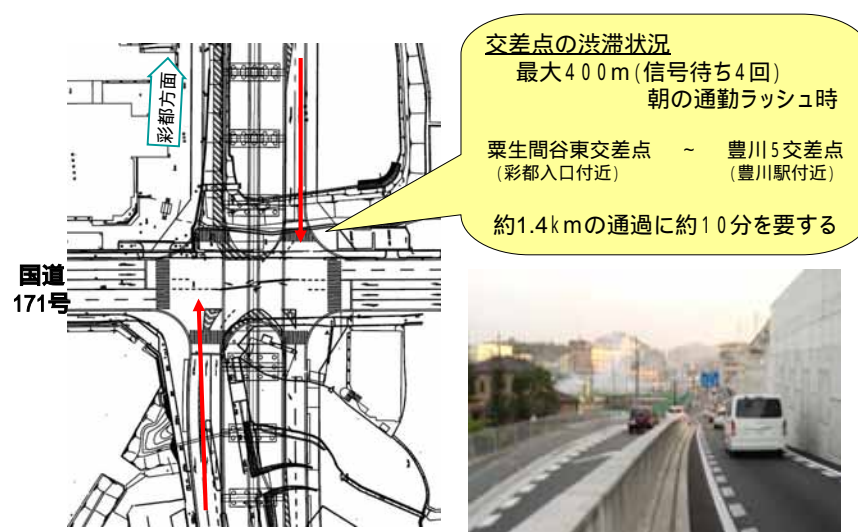 交差点の渋滞状況
最大400m(信号待ち4回)
朝の通勤ラッシュ時
粟生間谷東交差点 ~ 豊川5交差点
(彩都入口付近) (豊川駅付近)
約1.4kmの通過に約10分を要する
彩都方面
国道
171号